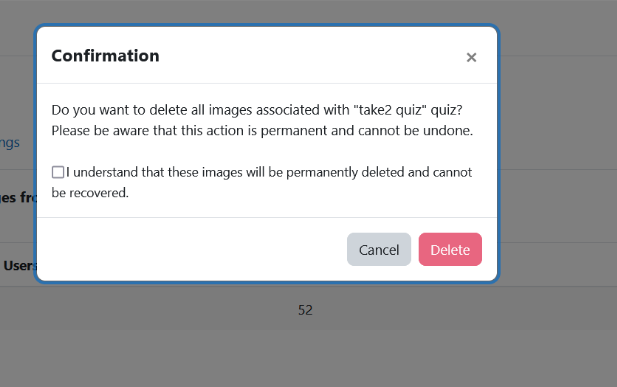 Confirmation
×
Do you want to delete all images associated with "take2 quiz" quiz?
Please be aware that this action is permanent and cannot be undone.
I understand that these images will be permanently deleted and cannot
be recovered.
ngs
Users
Cancel
Delete
52